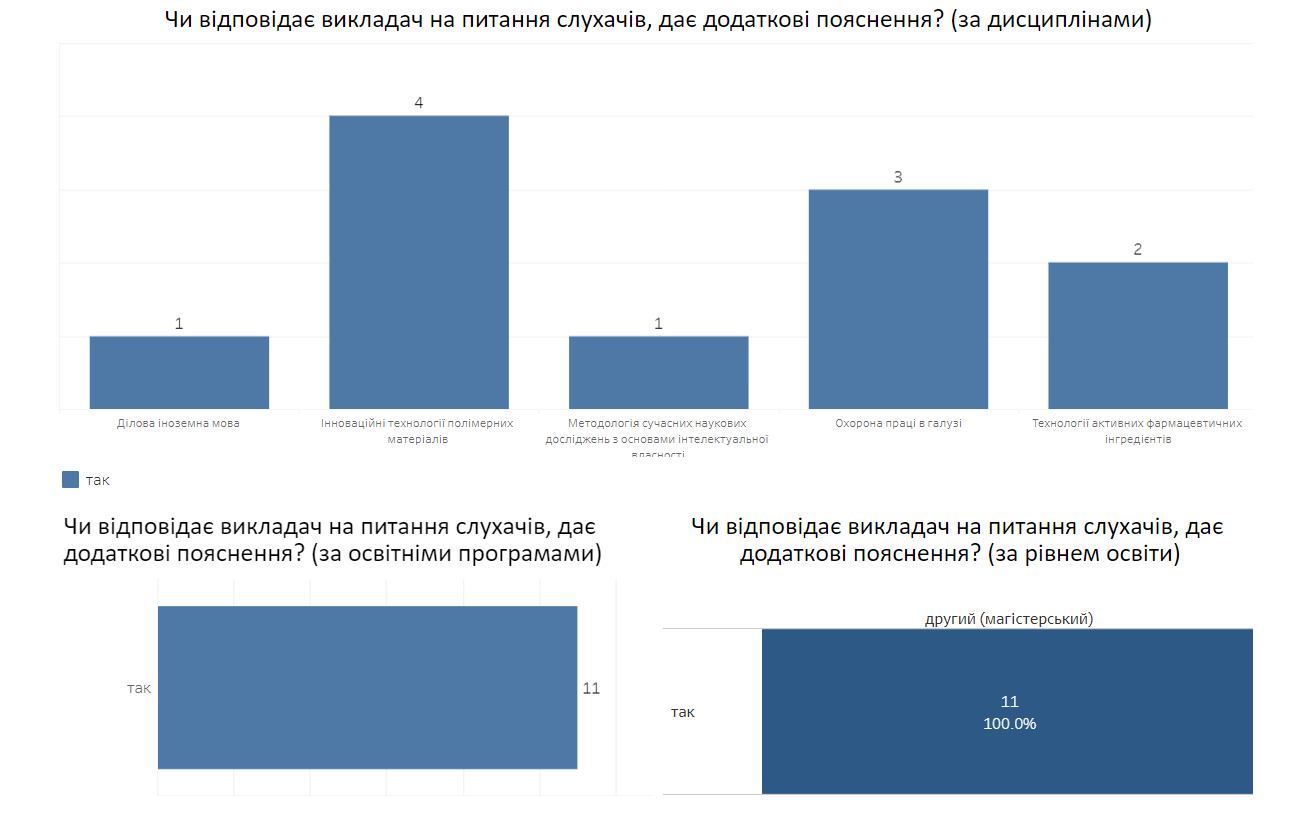 Чи відповідає викладач на питання слухачів, дає додаткові пояснення? (за дисциплінами)
4
3
2
1
1
Ділова іноземна мова
Інноваційні технології полімерних
матеріалів
Методологія сучасних наукових
досліджень з основами інтелектуальної
власності
Охорона праці в галузі
Технології активних фармацевтичних
інгредієнтів
так
Чи відповідає викладач на питання слухачів, дає
додаткові пояснення? (за освітніми програмами)
так
11
Чи відповідає викладач на питання слухачів, дає
додаткові пояснення? (за рівнем освіти)
другий (магістерський)
так
11
100.0%